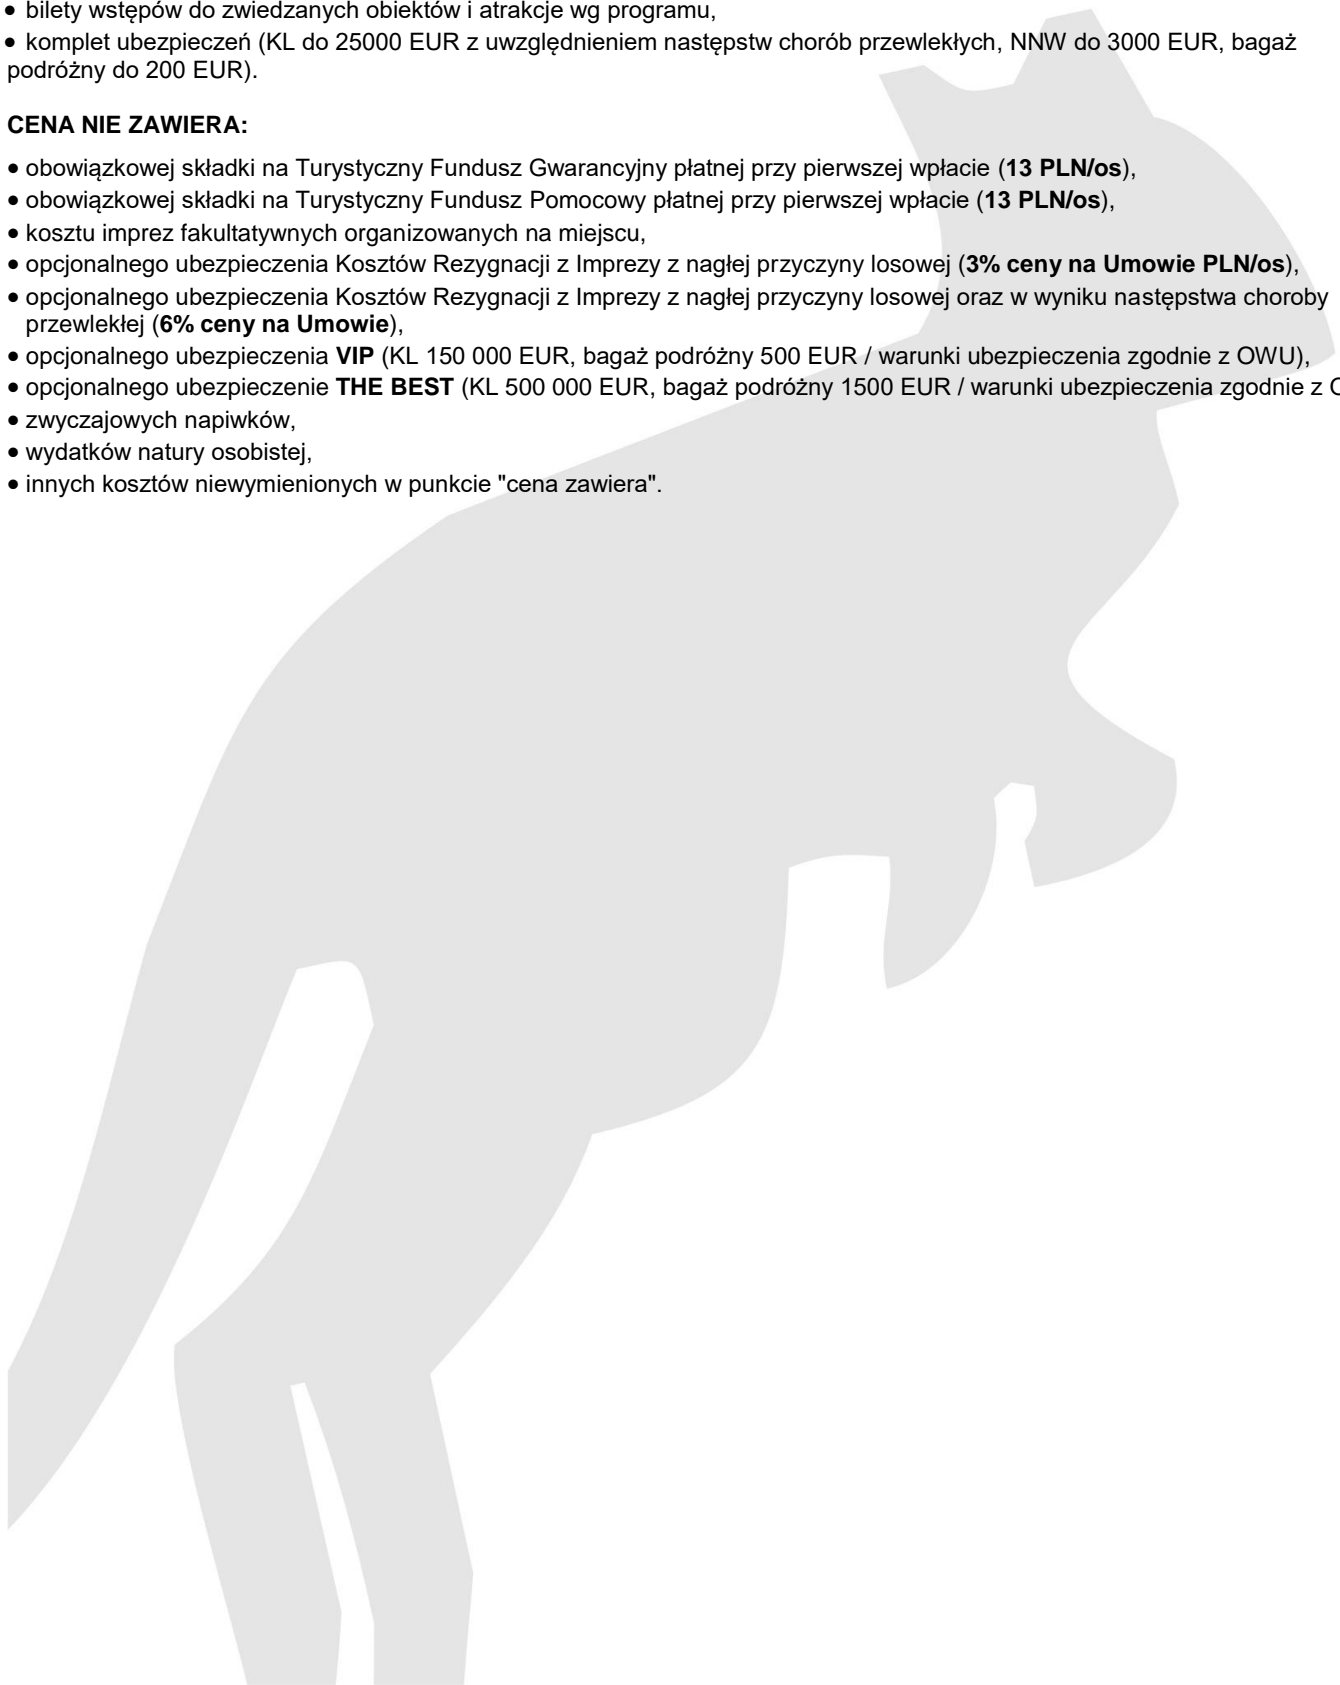 • bilety wstępów do zwiedzanych obiektów i atrakcje wg programu,
• komplet ubezpieczeń (KL do 25000 EUR z uwzględnieniem następstw chorób przewlekłych, NNW do 3000 EUR, bagaż
podróżny do 200 EUR).
CENA NIE ZAWIERA:
• obowiązkowej składki na Turystyczny Fundusz Gwarancyjny płatnej przy pierwszej wpłacie (13 PLN/os),
• obowiązkowej składki na Turystyczny Fundusz Pomocowy płatnej przy pierwszej wpłacie (13 PLN/os),
• kosztu imprez fakultatywnych organizowanych na miejscu,
• opcjonalnego ubezpieczenia Kosztów Rezygnacji z Imprezy z nagłej przyczyny losowej (3% ceny na Umowie PLN/os),
• opcjonalnego ubezpieczenia Kosztów Rezygnacji z Imprezy z nagłej przyczyny losowej oraz w wyniku następstwa choroby
przewlekłej (6% ceny na Umowie),
• opcjonalnego ubezpieczenia VIP (KL 150 000 EUR, bagaż podróżny 500 EUR / warunki ubezpieczenia zgodnie z OWU),
• opcjonalnego ubezpieczenie THE BEST (KL 500 000 EUR, bagaż podróżny 1500 EUR / warunki ubezpieczenia zgodnie z
• zwyczajowych napiwków,
• wydatków natury osobistej,
• innych kosztów niewymienionych w punkcie "cena zawiera".